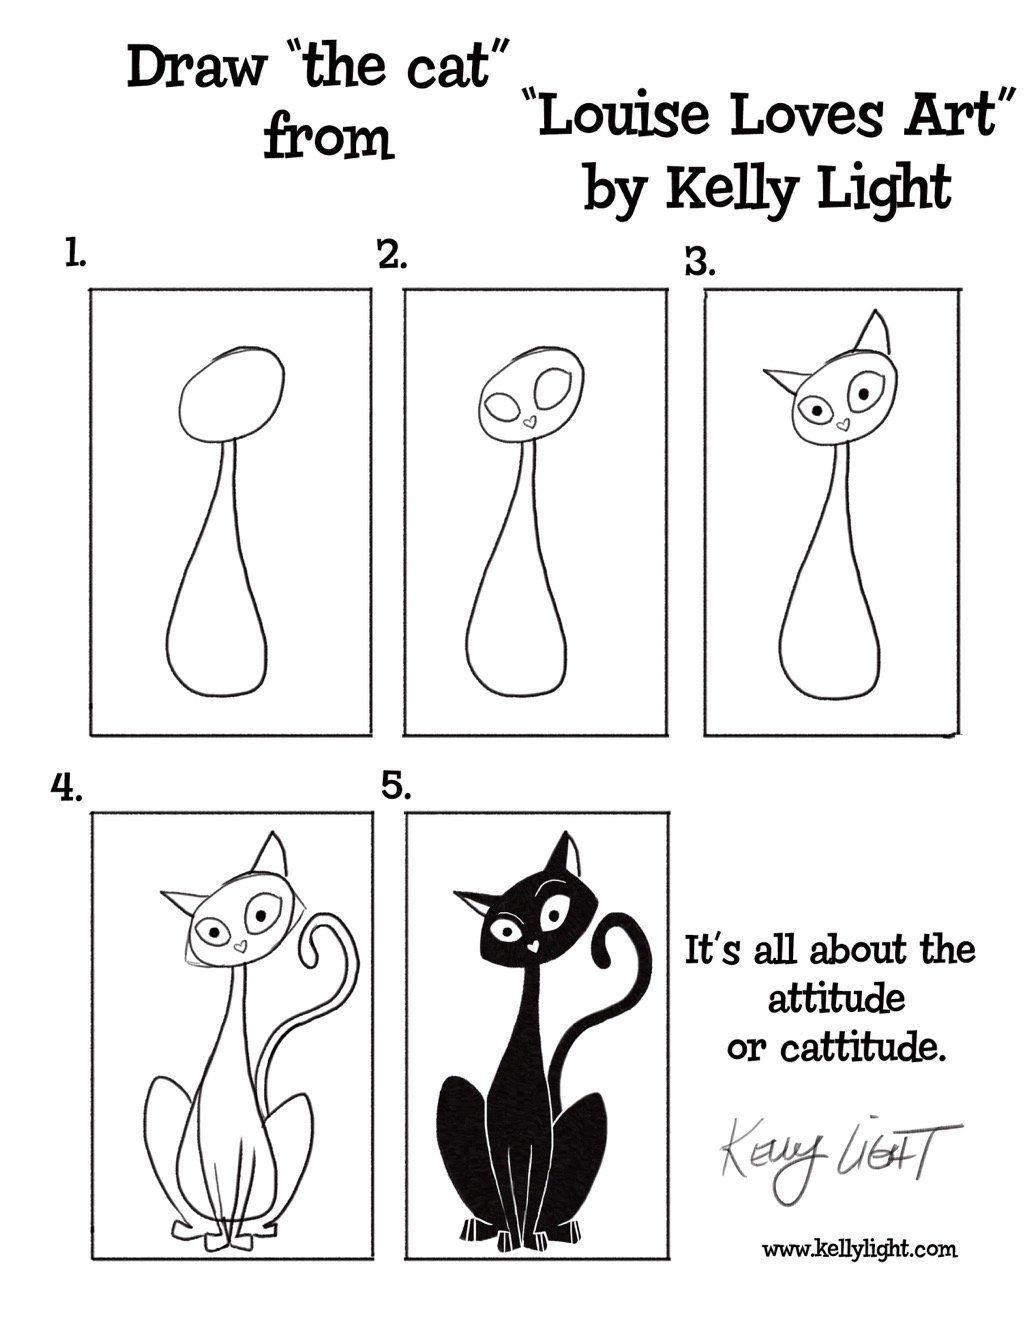 Draw "the cat"
from
"Louise Loves Art"
by Kelly Light
1.
2.
3.
4.
5.
It's all about the
attitude
or cattitude.
Kelly Light
www.kellylight.com